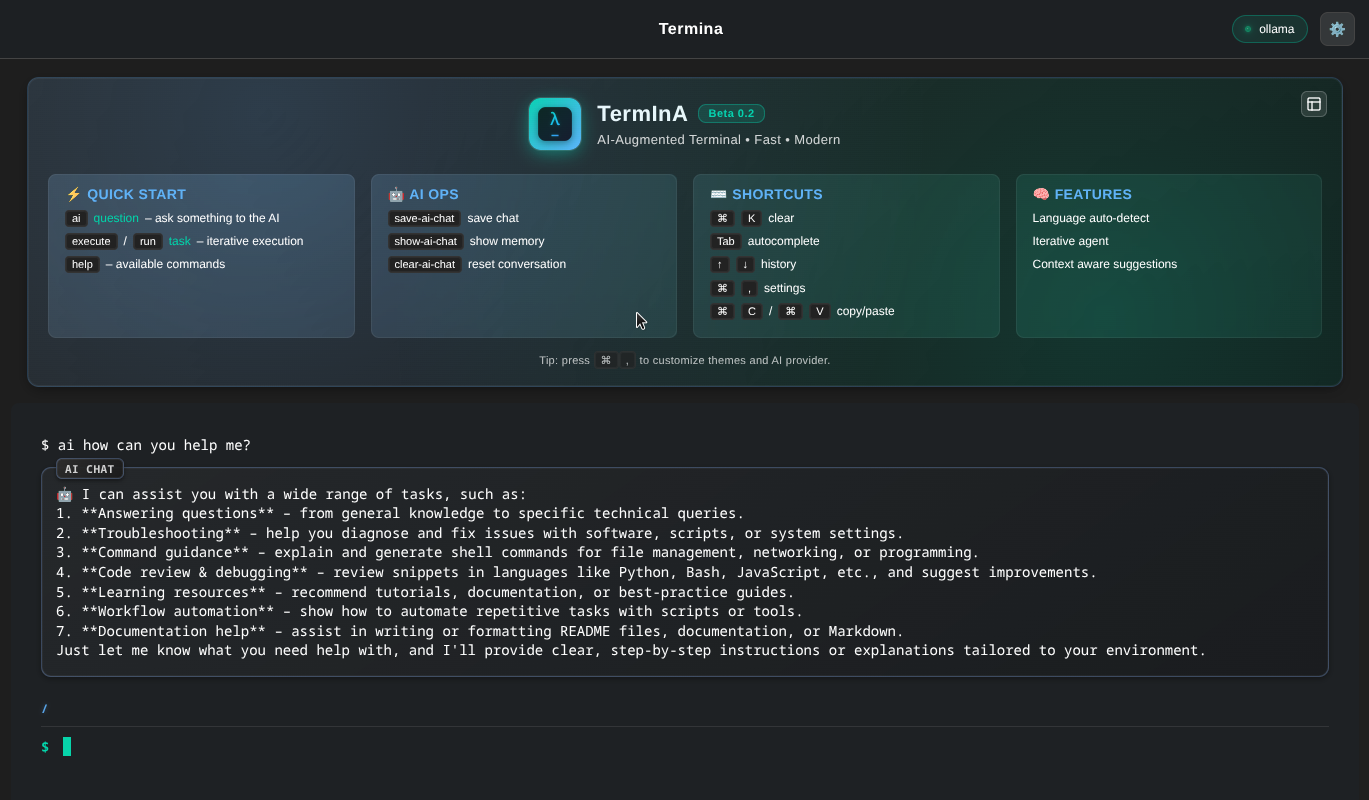 Termina
ollama
λ
TermInA Beta 0.2
AI-Augmented Terminal • Fast • Modern
⚡ QUICK START
ai question – ask something to the AI
execute / run task – iterative execution
help – available commands
🤖 AI OPS
save-ai-chat save chat
show-ai-chat show memory
clear-ai-chat reset conversation
⌨️ SHORTCUTS
⌘ K clear
Tab autocomplete
↑ ↓ history
⌘ , settings
⌘ C / ⌘ V copy/paste
🧠 FEATURES
Language auto-detect
Iterative agent
Context aware suggestions
Tip: press ⌘ , to customize themes and AI provider.
$ ai how can you help me?
AI CHAT
🤖 I can assist you with a wide range of tasks, such as:
1. **Answering questions** – from general knowledge to specific technical queries.
2. **Troubleshooting** – help you diagnose and fix issues with software, scripts, or system settings.
3. **Command guidance** – explain and generate shell commands for file management, networking, or programming.
4. **Code review & debugging** – review snippets in languages like Python, Bash, JavaScript, etc., and suggest improvements.
5. **Learning resources** – recommend tutorials, documentation, or best-practice guides.
6. **Workflow automation** – show how to automate repetitive tasks with scripts or tools.
7. **Documentation help** – assist in writing or formatting README files, documentation, or Markdown.
Just let me know what you need help with, and I'll provide clear, step-by-step instructions or explanations tailored to your environment.
/
$